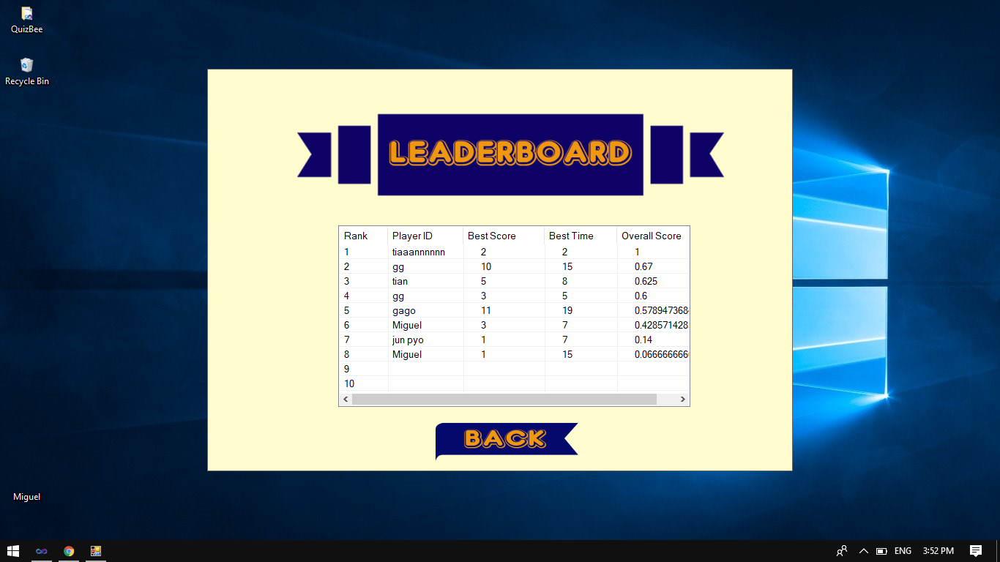 QuizBee
Recycle Bin
LEADERBOARD
Rank Player ID Best Score Best Time Overall Score
1 tiaaannnnnn 2 2 1
2 gg 10 15 0.67
3 tian 5 8 0.625
4 gg 3 5 0.6
5 gago 11 19 0.578947368
6 Miguel 3 7 0.428571428
7 jun pyo 1 7 0.14
8 Miguel 1 15 0.066666666
9
10
BACK
Miguel
ENG 3:52 PM